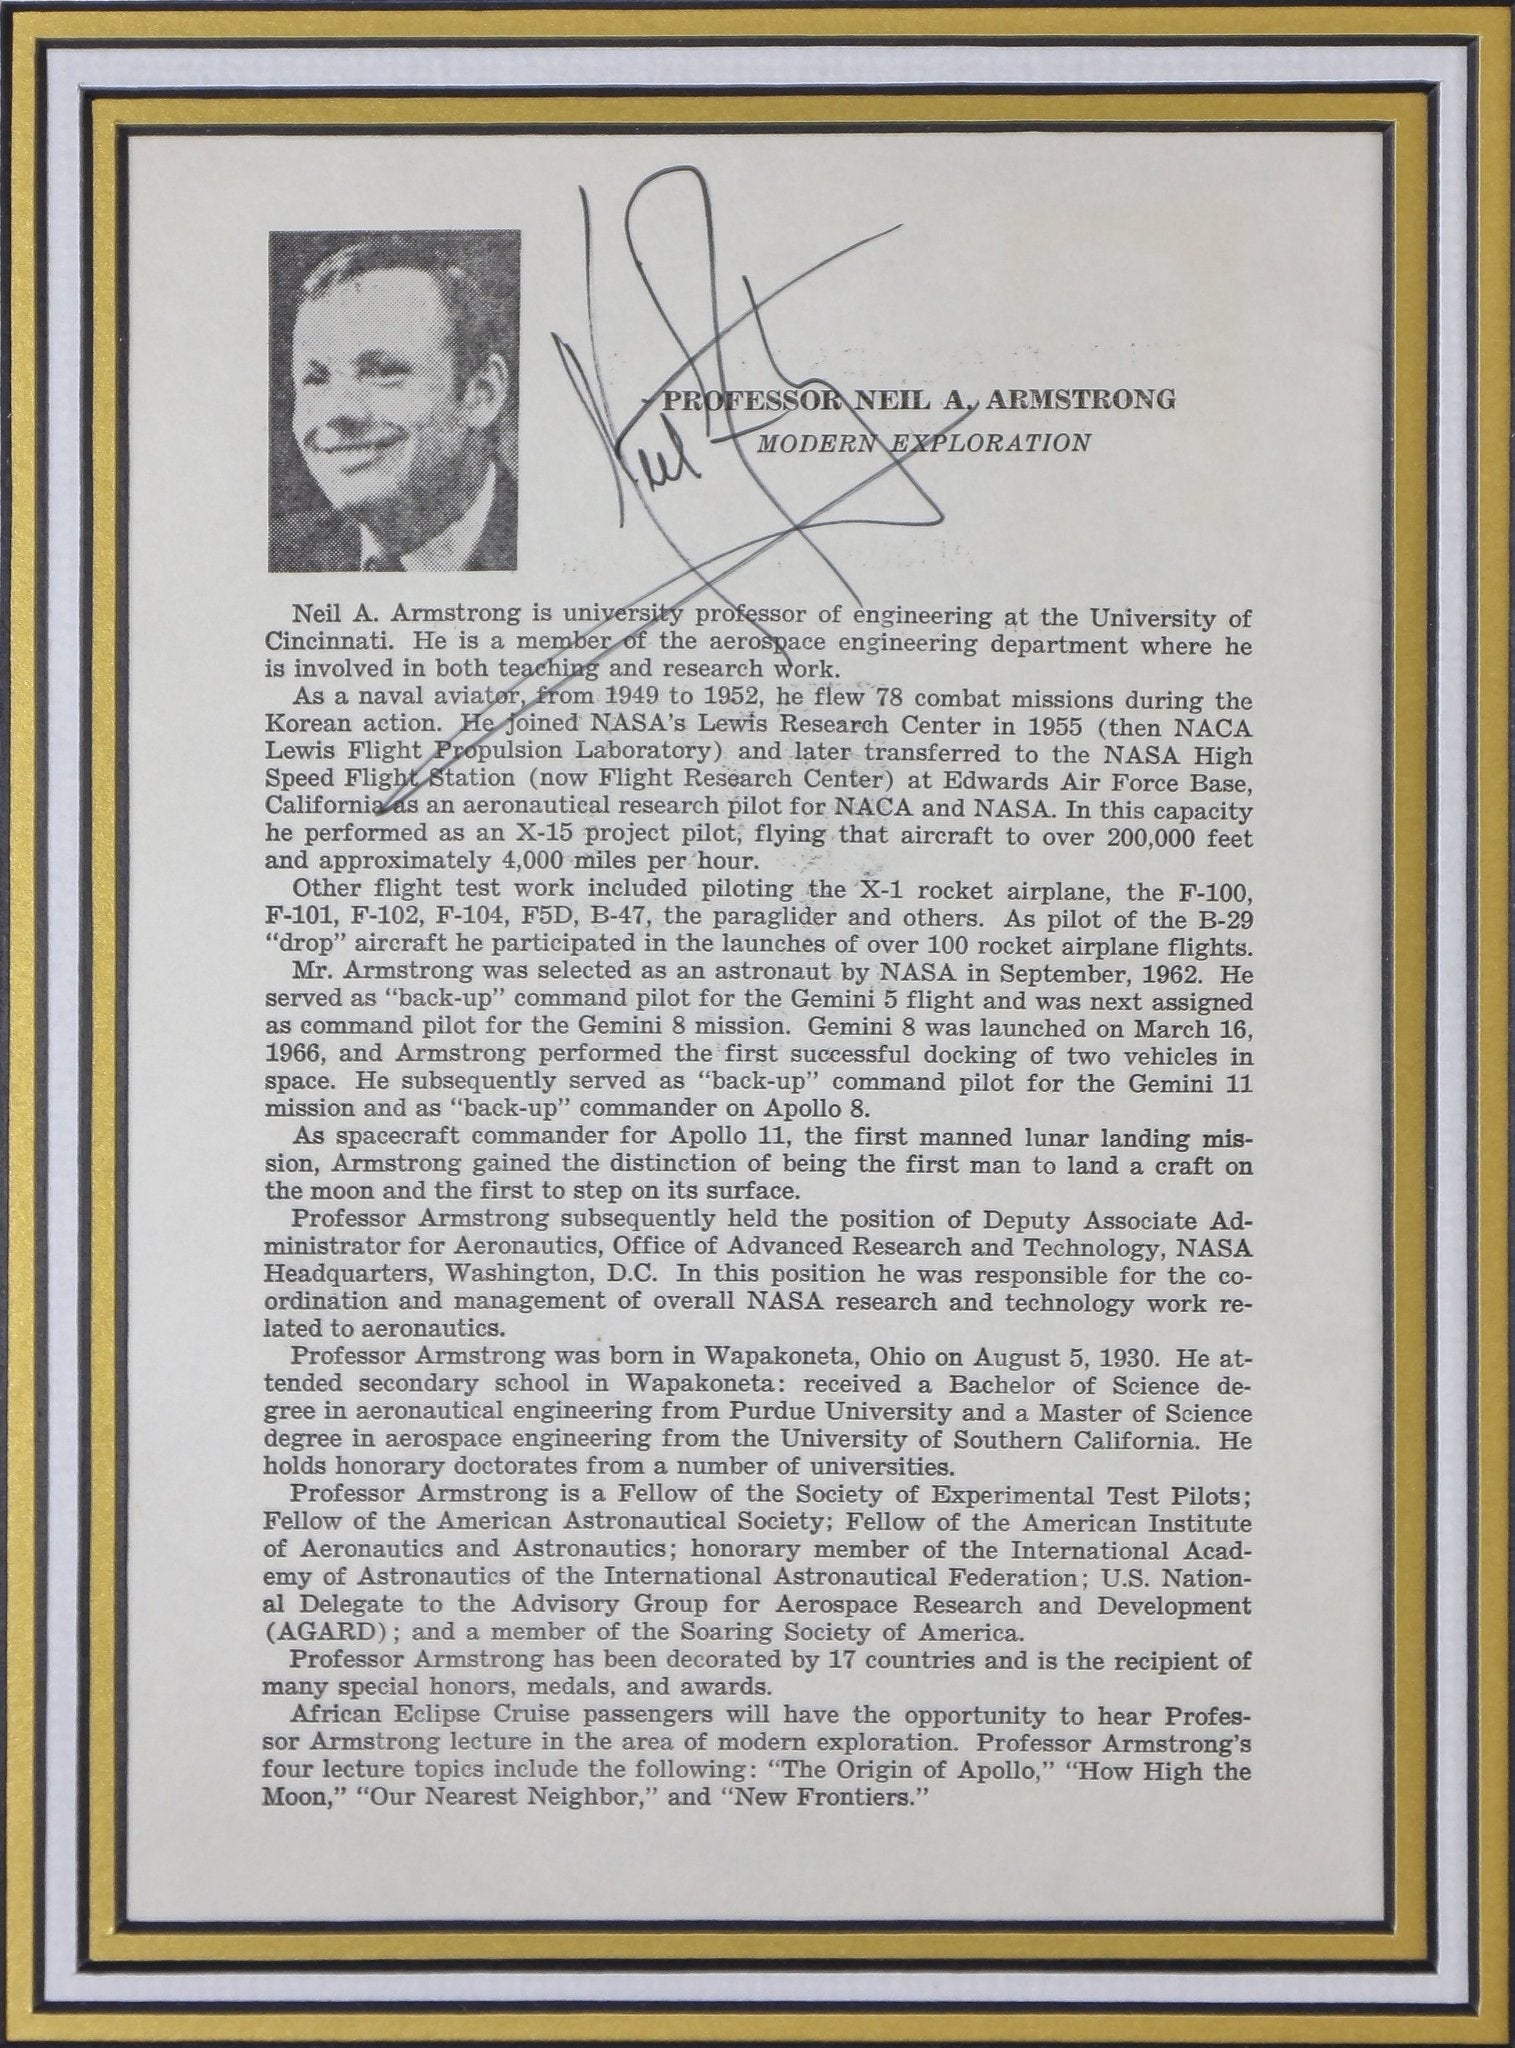 Neil Armstrong
PROFESSOR NEIL A. ARMSTRONG
MODERN EXPLORATION
Neil A. Armstrong is university professor of engineering at the University of
Cincinnati. He is a member of the aerospace engineering department where he
is involved in both teaching and research work.
As a naval aviator, from 1949 to 1952, he flew 78 combat missions during the
Korean action. He joined NASA's Lewis Research Center in 1955 (then NACA
Lewis Flight Propulsion Laboratory) and later transferred to the NASA High
Speed Flight Station (now Flight Research Center) at Edwards Air Force Base,
California as an aeronautical research pilot for NACA and NASA. In this capacity
he performed as an X-15 project pilot, flying that aircraft to over 200,000 feet
and approximately 4,000 miles per hour.
Other flight test work included piloting the X-1 rocket airplane, the F-100,
F-101, F-102, F-104, F5D, B-47, the paraglider and others. As pilot of the B-29
“drop” aircraft he participated in the launches of over 100 rocket airplane flights.
Mr. Armstrong was selected as an astronaut by NASA in September, 1962. He
served as “back-up” command pilot for the Gemini 5 flight and was next assigned
as command pilot for the Gemini 8 mission. Gemini 8 was launched on March 16,
1966, and Armstrong performed the first successful docking of two vehicles in
space. He subsequently served as “back-up” command pilot for the Gemini 11
mission and as “back-up” commander on Apollo 8.
As spacecraft commander for Apollo 11, the first manned lunar landing mis-
sion, Armstrong gained the distinction of being the first man to land a craft on
the moon and the first to step on its surface.
Professor Armstrong subsequently held the position of Deputy Associate Ad-
ministrator for Aeronautics, Office of Advanced Research and Technology, NASA
Headquarters, Washington, D.C. In this position he was responsible for the co-
ordination and management of overall NASA research and technology work re-
lated to aeronautics.
Professor Armstrong was born in Wapakoneta, Ohio on August 5, 1930. He at-
tended secondary school in Wapakoneta: received a Bachelor of Science de-
gree in aeronautical engineering from Purdue University and a Master of Science
degree in aerospace engineering from the University of Southern California. He
holds honorary doctorates from a number of universities.
Professor Armstrong is a Fellow of the Society of Experimental Test Pilots;
Fellow of the American Astronautical Society; Fellow of the American Institute
of Aeronautics and Astronautics; honorary member of the International Acad-
emy of Astronautics of the International Astronautical Federation; U.S. Nation-
al Delegate to the Advisory Group for Aerospace Research and Development
(AGARD); and a member of the Soaring Society of America.
Professor Armstrong has been decorated by 17 countries and is the recipient of
many special honors, medals, and awards.
African Eclipse Cruise passengers will have the opportunity to hear Profes-
sor Armstrong lecture in the area of modern exploration. Professor Armstrong's
four lecture topics include the following: “The Origin of Apollo,” “How High the
Moon,” “Our Nearest Neighbor,” and “New Frontiers.”